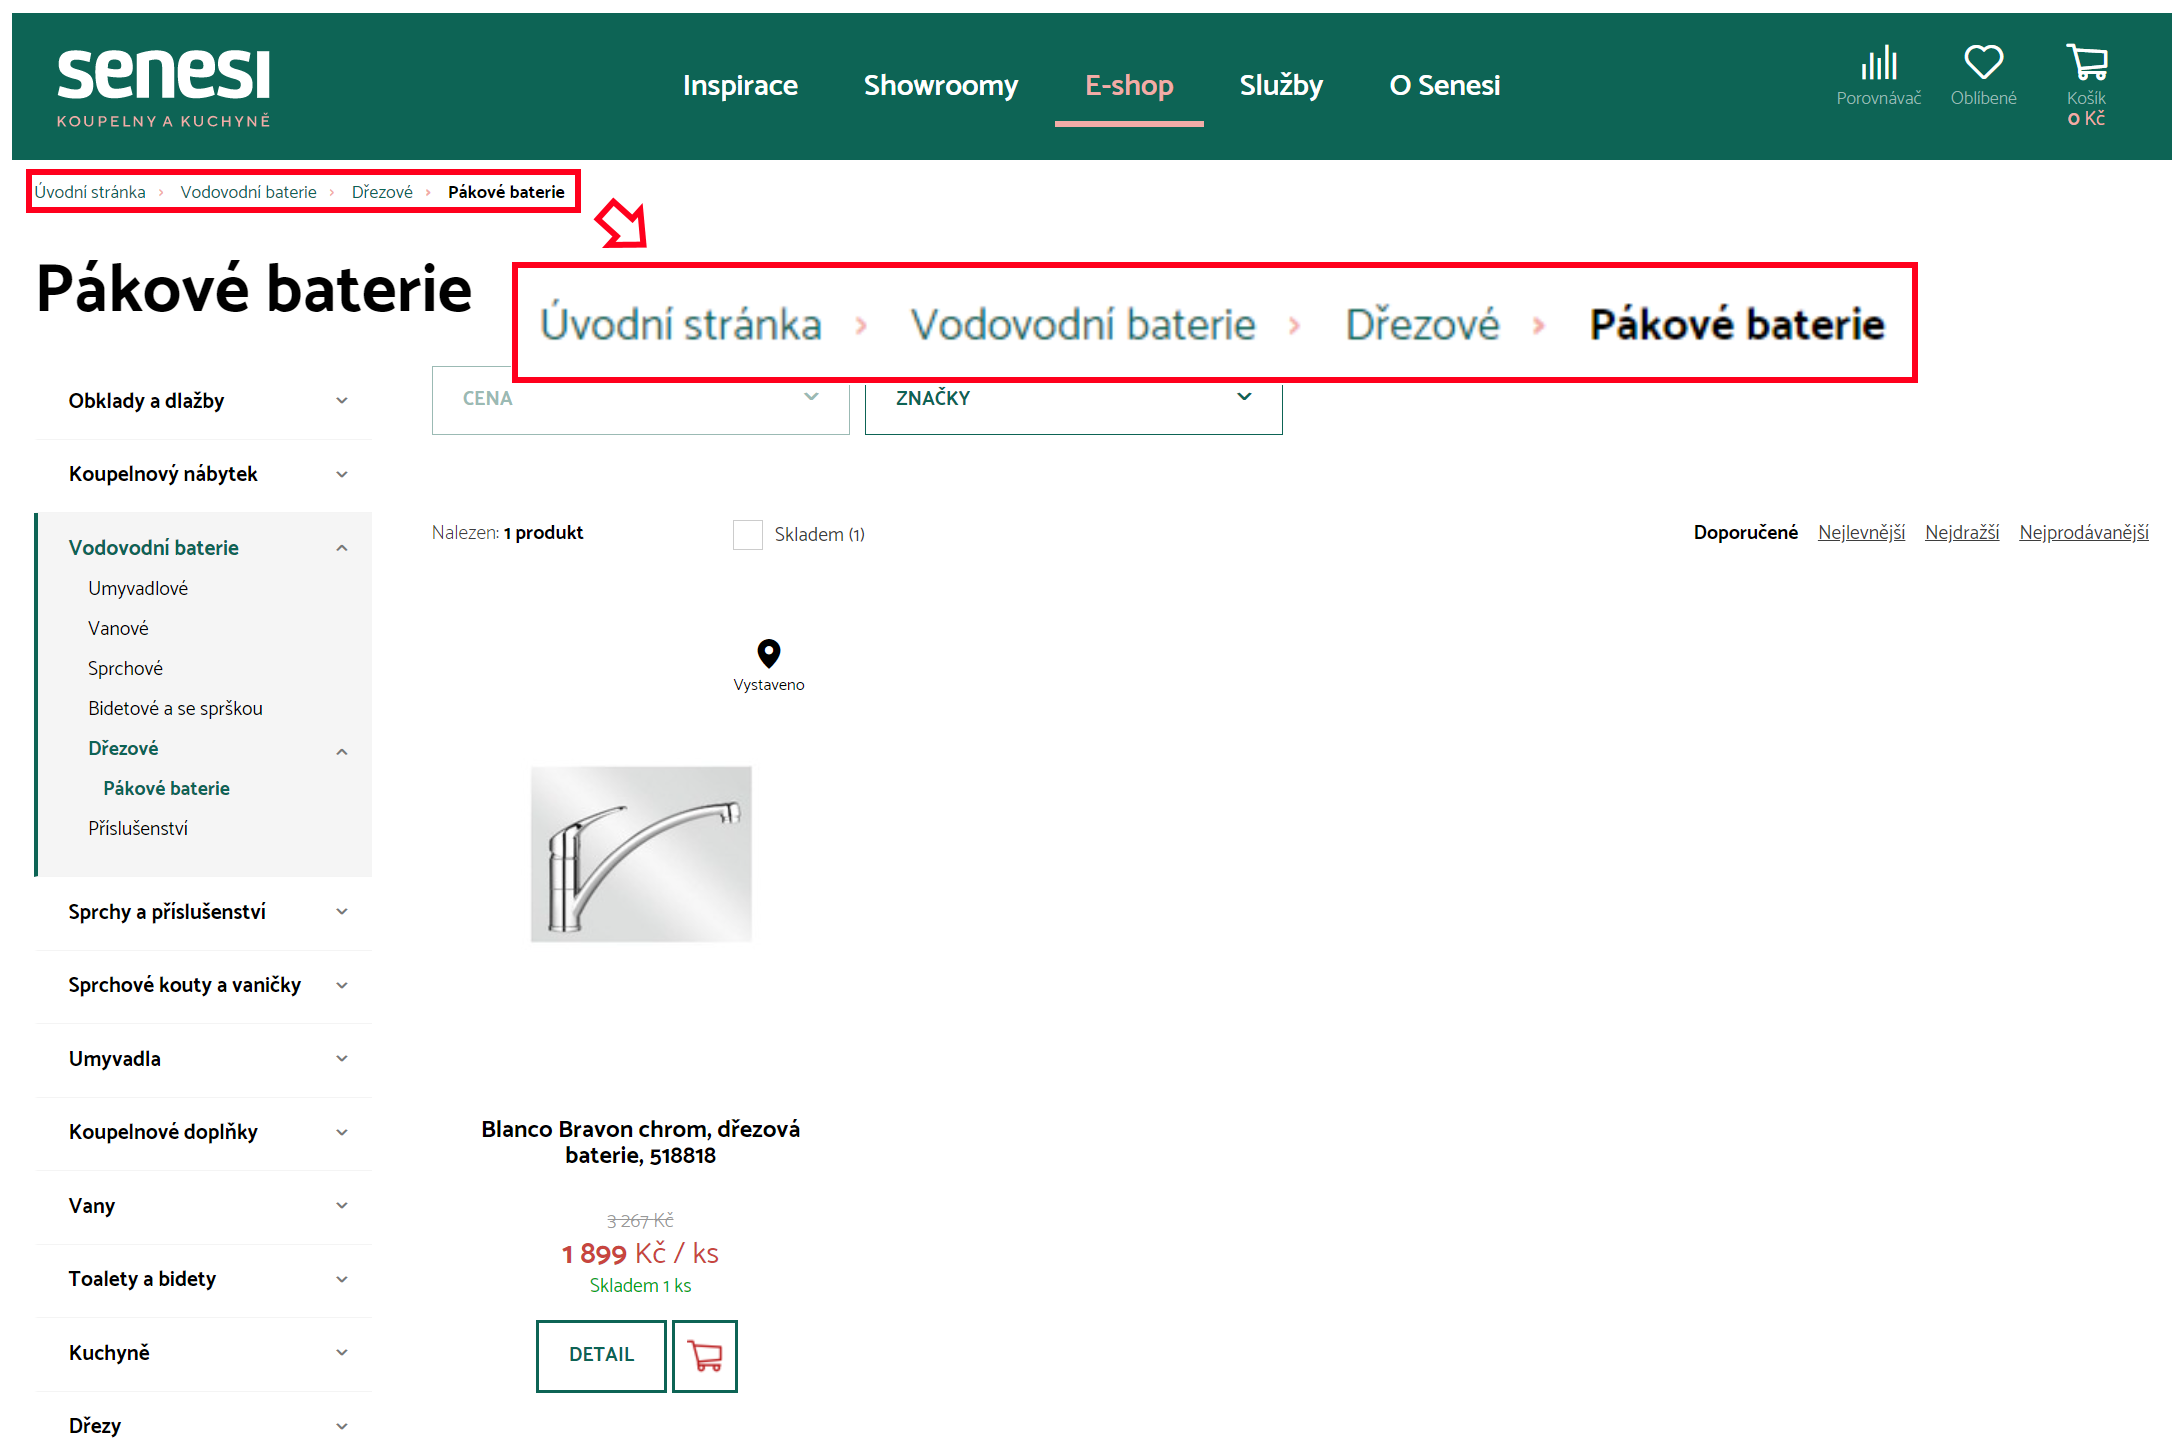 senesi
KOUPELNY A KUCHYNĚ
Inspirace
Showroomy
E-shop
Služby
O Senesi
Porovnávač
Oblíbené
Košík
0 Kč
Úvodní stránka › Vodovodní baterie › Dřezové › Pákové baterie
Pákové baterie
Úvodní stránka › Vodovodní baterie › Dřezové › Pákové baterie
CENA
ZNAČKY
Obklady a dlažby
Koupelnový nábytek
Vodovodní baterie
Umyvadlové
Vanové
Sprchové
Bidetové a se sprškou
Dřezové
Pákové baterie
Příslušenství
Sprchy a příslušenství
Sprchové kouty a vaničky
Umyvadla
Koupelnové doplňky
Vany
Toalety a bidety
Kuchyně
Dřezy
Nalezen: 1 produkt
Skladem (1)
Doporučené
Nejlevnější
Nejdražší
Nejprodávanější
Vystaveno
Blanco Bravon chrom, dřezová
baterie, 518818
3 267 Kč
1 899 Kč / ks
Skladem 1 ks
DETAIL